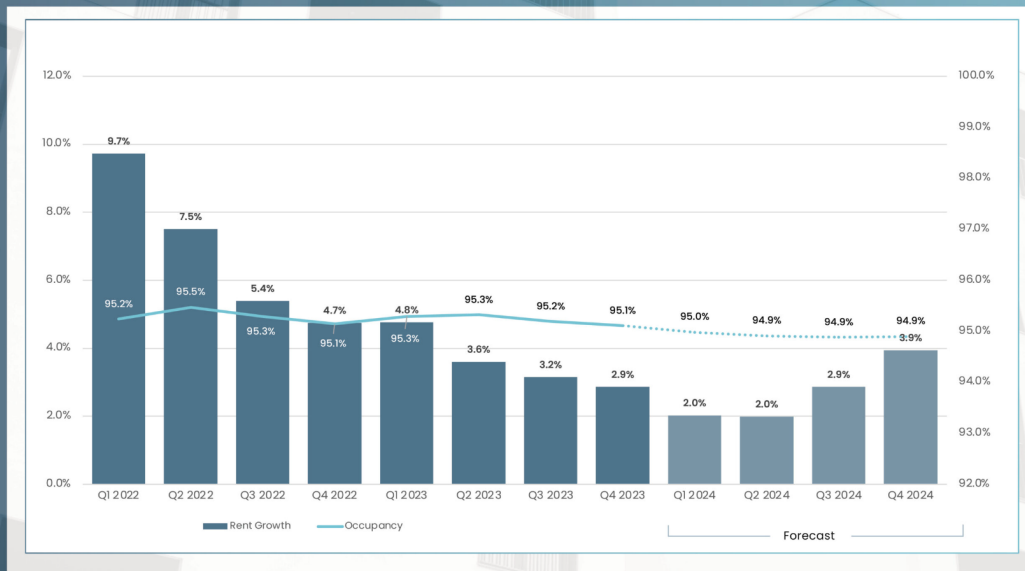 12.0% 100.0%
99.0%
10.0% 9.7%
98.0%
8.0% 7.5% 97.0%
6.0% 5.4% 96.0%
95.2% 95.5% 95.3% 4.7% 95.1% 4.8% 95.3% 95.3% 95.2% 95.1% 95.0% 94.9% 94.9% 94.9% 95.0%
4.0% 3.6% 3.2% 2.9% 2.0% 2.0% 2.9% 3.9% 94.0%
2.0% 93.0%
0.0% 92.0%
Q1 2022 Q2 2022 Q3 2022 Q4 2022 Q1 2023 Q2 2023 Q3 2023 Q4 2023 Q1 2024 Q2 2024 Q3 2024 Q4 2024
Rent Growth Occupancy
Forecast